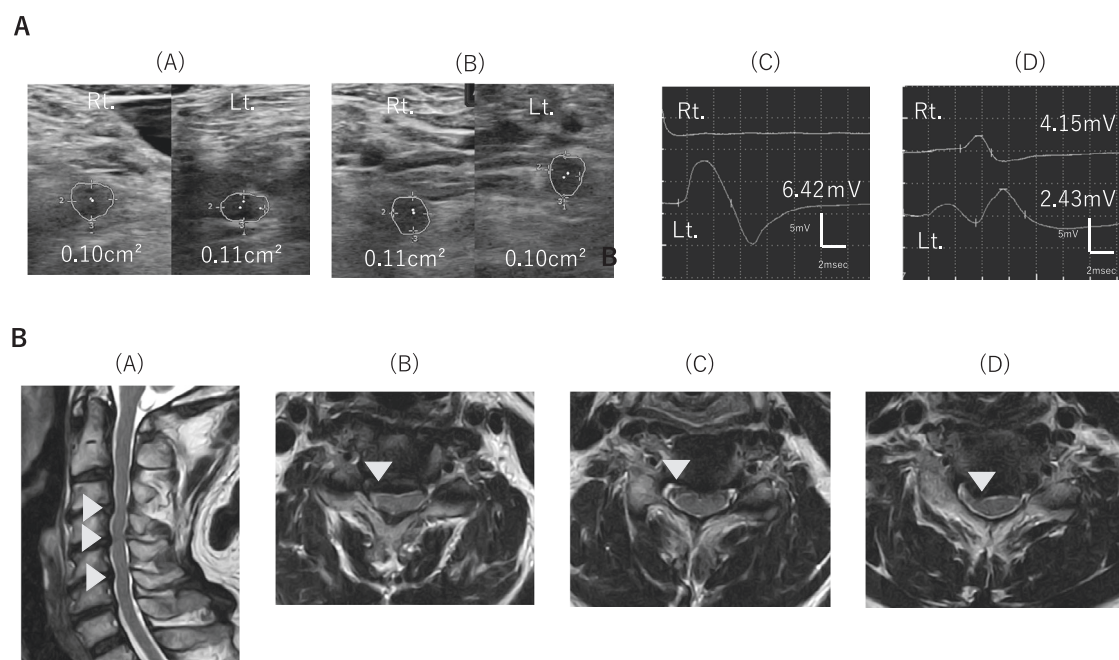 A
(A)
(B)
(C)
(D)
Rt.
Lt.
0.10cm²
0.11cm²
Rt.
Lt.
0.11cm²
0.10cm²
B
Rt.
6.42mV
Lt.
5mV
2msec
Rt.
4.15mV
2.43mV
Lt.
5mV
2msec
B
(A)
(B)
(C)
(D)